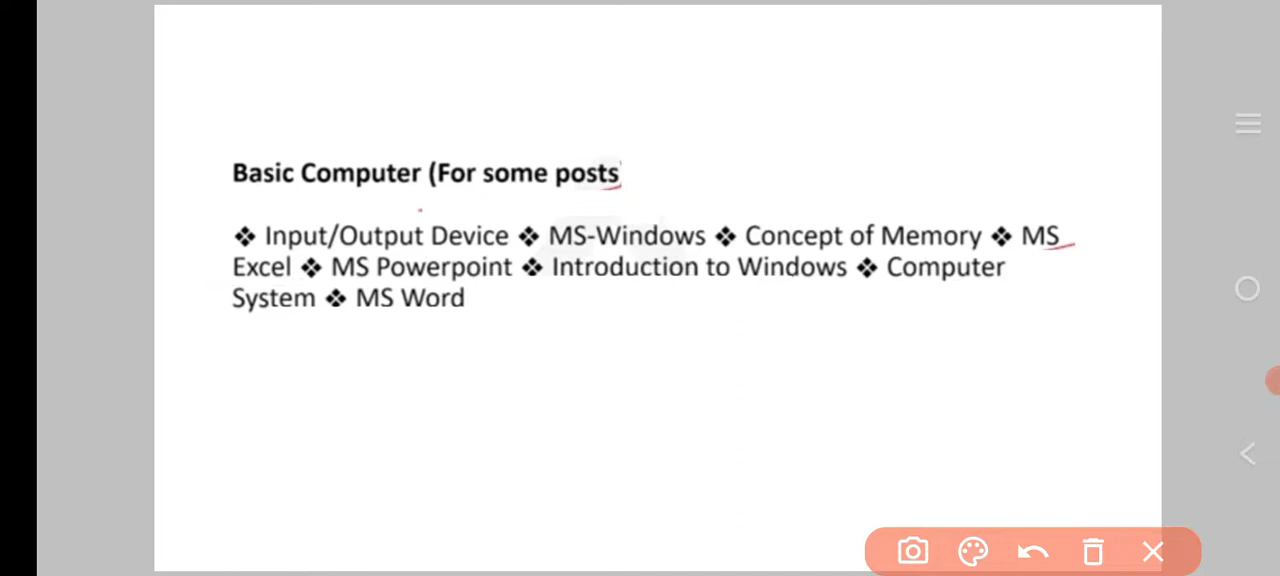 Basic Computer (For some posts)
❖ Input/Output Device ❖ MS-Windows ❖ Concept of Memory ❖ MS
Excel ❖ MS Powerpoint ❖ Introduction to Windows ❖ Computer
System ❖ MS Word